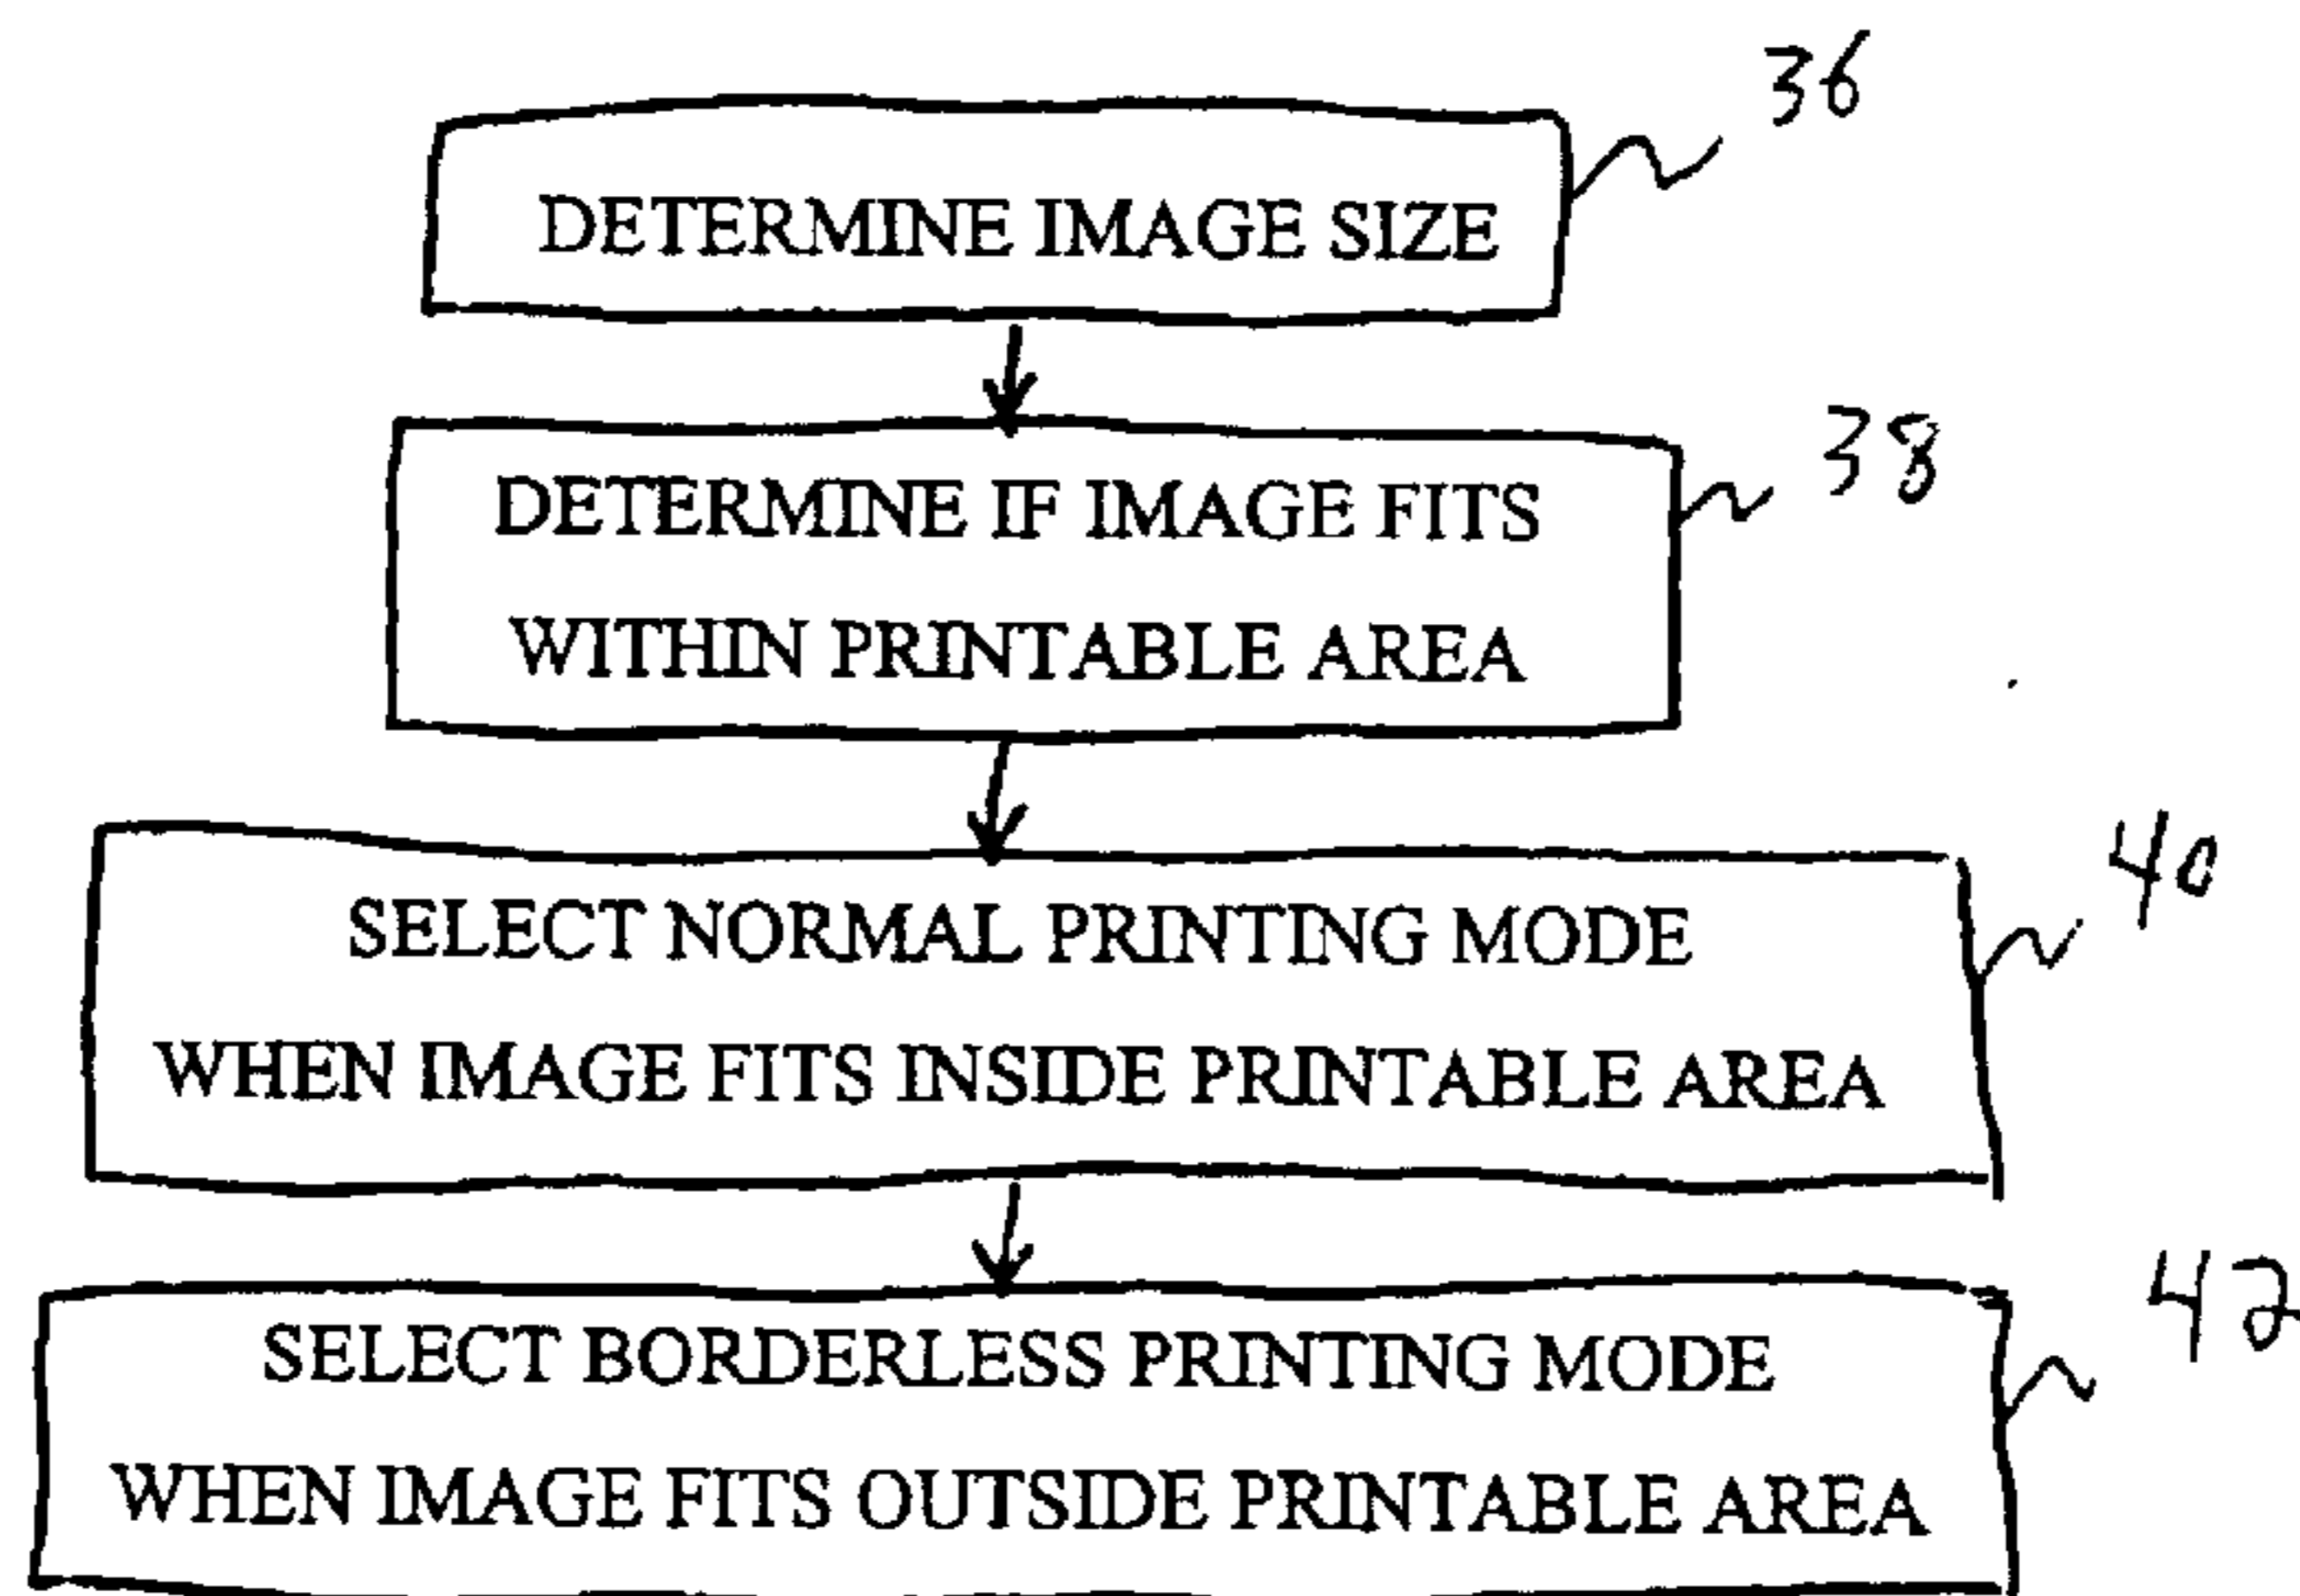 36
DETERMINE IMAGE SIZE
38
DETERMINE IF IMAGE FITS
WITHIN PRINTABLE AREA
40
SELECT NORMAL PRINTING MODE
WHEN IMAGE FITS INSIDE PRINTABLE AREA
42
SELECT BORDERLESS PRINTING MODE
WHEN IMAGE FITS OUTSIDE PRINTABLE AREA